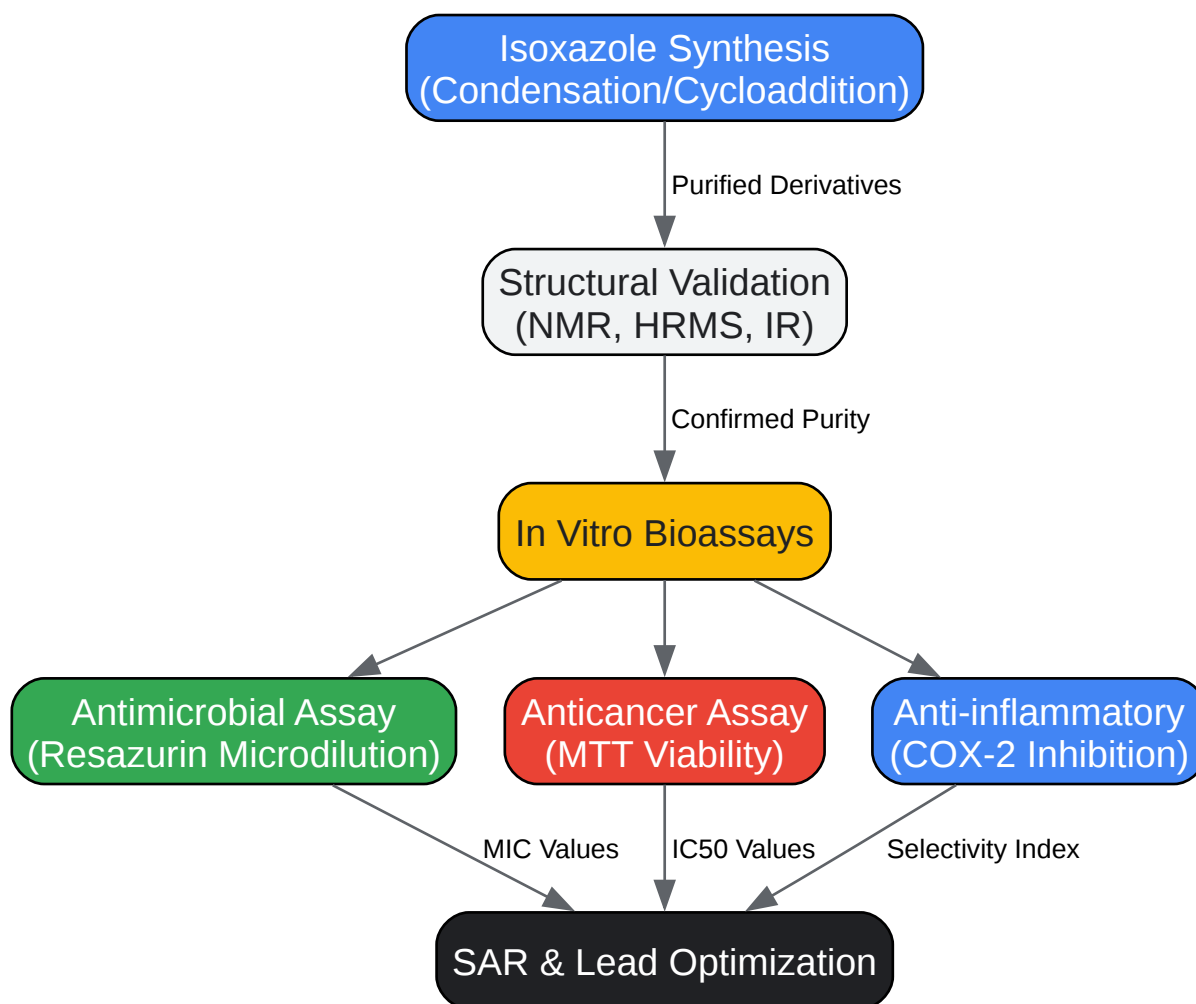 Isoxazole Synthesis
(Condensation/Cycloaddition)
Purified Derivatives
Structural Validation
(NMR, HRMS, IR)
Confirmed Purity
In Vitro Bioassays
Antimicrobial Assay
(Resazurin Microdilution)
Anticancer Assay
(MTT Viability)
Anti-inflammatory
(COX-2 Inhibition)
MIC Values
IC50 Values
Selectivity Index
SAR & Lead Optimization